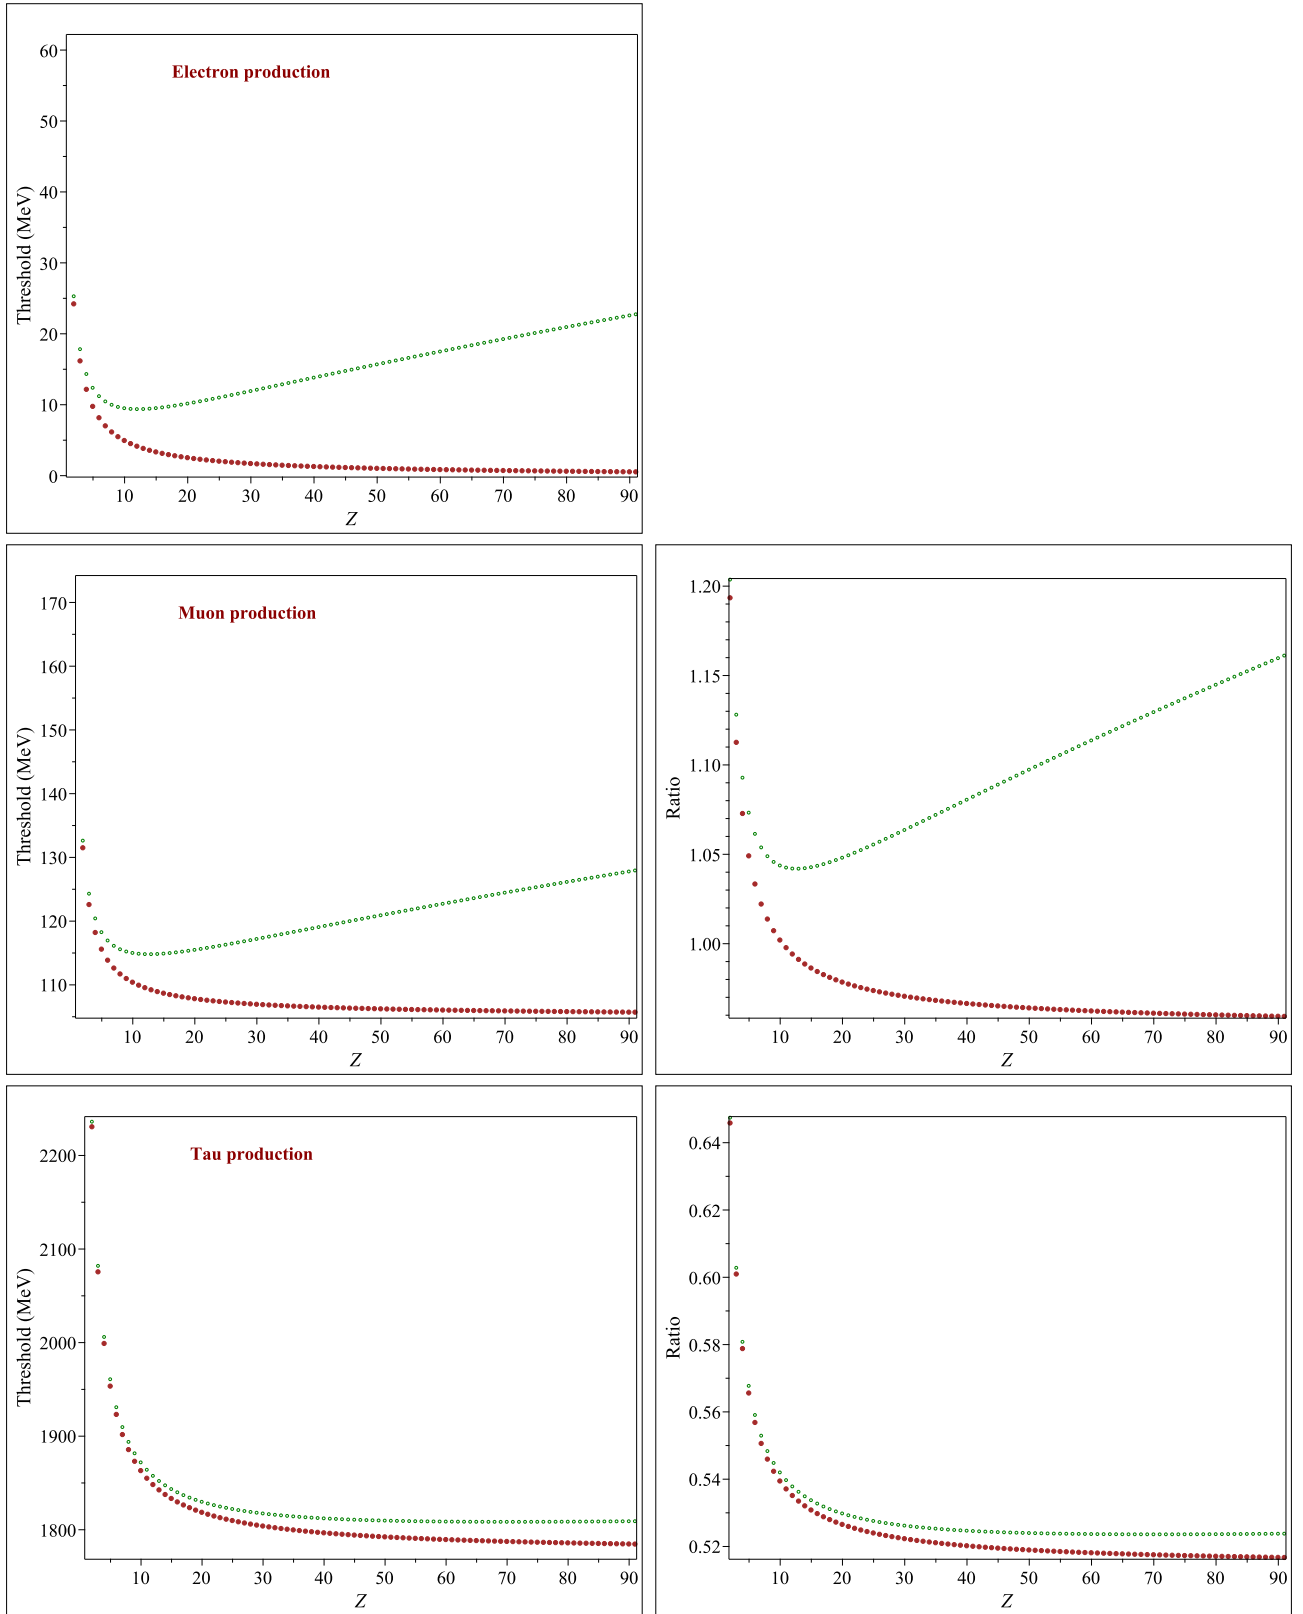 60
Electron production
50
40
Threshold (MeV)
30
20
10
0
10 20 30 40 50 60 70 80 90
Z
170
Muon production
160
150
Threshold (MeV)
140
130
120
110
10 20 30 40 50 60 70 80 90
Z
1.20
1.15
1.10
Ratio
1.05
1.00
10 20 30 40 50 60 70 80 90
Z
2200
Tau production
2100
Threshold (MeV)
2000
1900
1800
10 20 30 40 50 60 70 80 90
Z
0.64
0.62
0.60
Ratio
0.58
0.56
0.54
0.52
10 20 30 40 50 60 70 80 90
Z